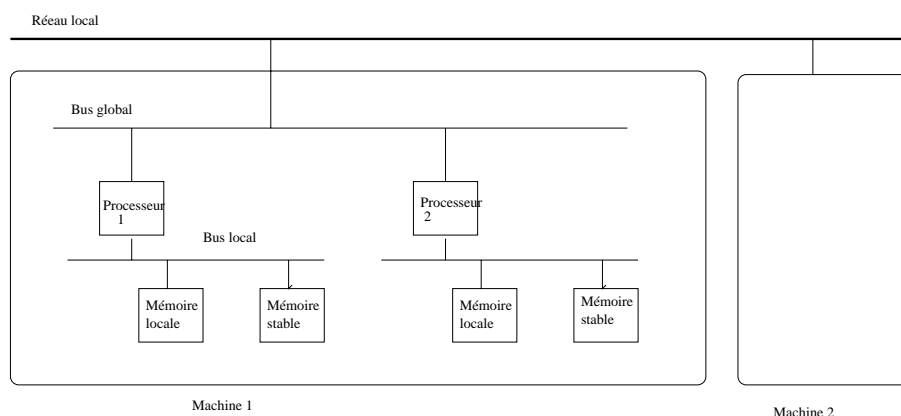 Réeau local
Bus global
Processeur
1
Processeur
2
Bus local
Mémoire
locale
Mémoire
stable
Mémoire
locale
Mémoire
stable
Machine 1
Machine 2